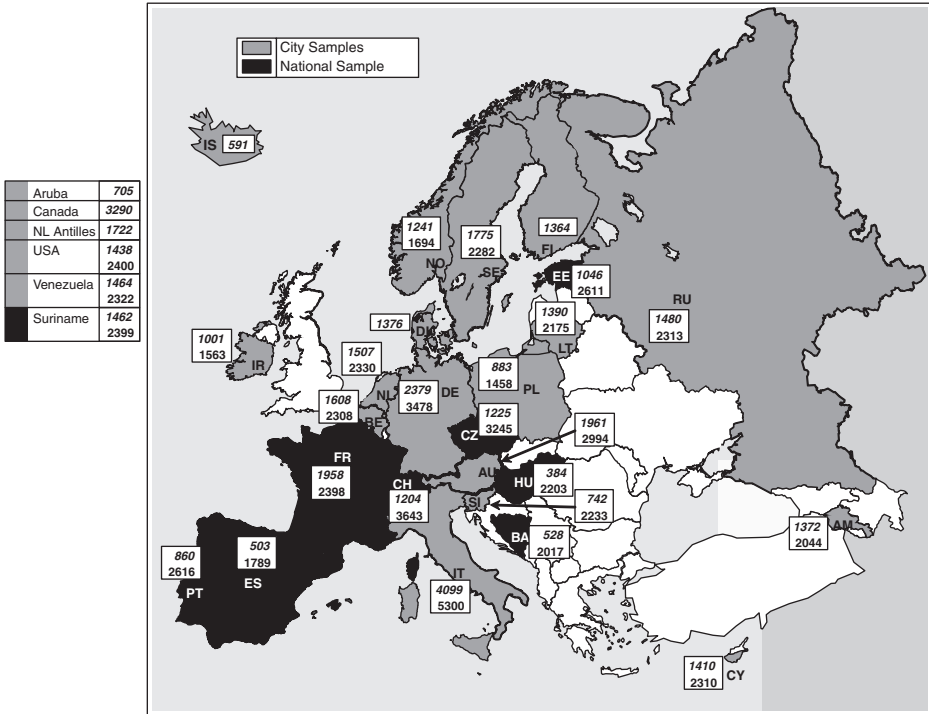 City Samples
National Sample
IS
591
Aruba 705
Canada 3290
NL Antilles 1722
USA 1438
2400
Venezuela 1464
2322
Suriname 1462
2399
1241
1694
NO
1775
2282
SE
1364
FI
EE
1046
2611
RU
1480
2313
1390
2175
LT
1376
DK
1001
1563
IR
1507
2330
NL
2379
3478
DE
883
1458
PL
1608
2308
BE
1225
3245
CZ
1961
2994
AU
FR
1958
2398
CH
1204
3643
HU
384
2203
SI
742
2233
BA
528
2017
1372
2044
AM
503
1789
ES
860
2616
PT
IT
4099
5300
1410
2310
CY